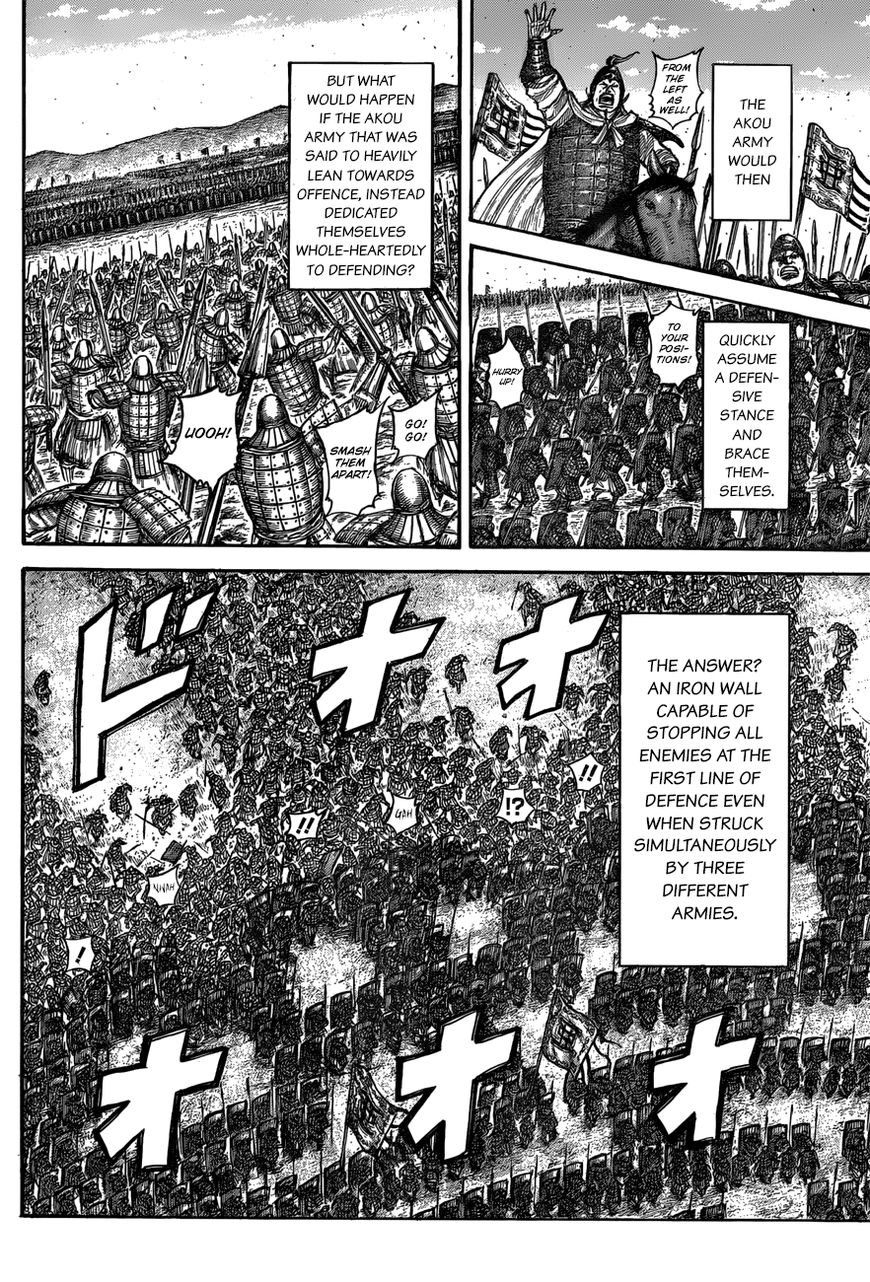 THE
AKOU
ARMY
WOULD
THEN
FROM
THE
LEFT
AS
WELL!
QUICKLY
ASSUME
A DEFEN-
SIVE
STANCE
AND
BRACE
THEM-
SELVES.
TO
YOUR
POSI-
TIONS!
HURRY
UP!
BUT WHAT
WOULD HAPPEN
IF THE AKOU
ARMY THAT WAS
SAID TO HEAVILY
LEAN TOWARDS
OFFENCE, INSTEAD
DEDICATED
THEMSELVES
WHOLE-HEARTEDLY
TO DEFENDING?
GO!
GO!
SMASH
THEM
APART!
UOOH!
THE ANSWER?
AN IRON WALL
CAPABLE OF
STOPPING ALL
ENEMIES AT THE
FIRST LINE OF
DEFENCE EVEN
WHEN STRUCK
SIMULTANEOUSLY
BY THREE
DIFFERENT
ARMIES.
ドオオ
!!
!?
GAH
!!
!
オオオ